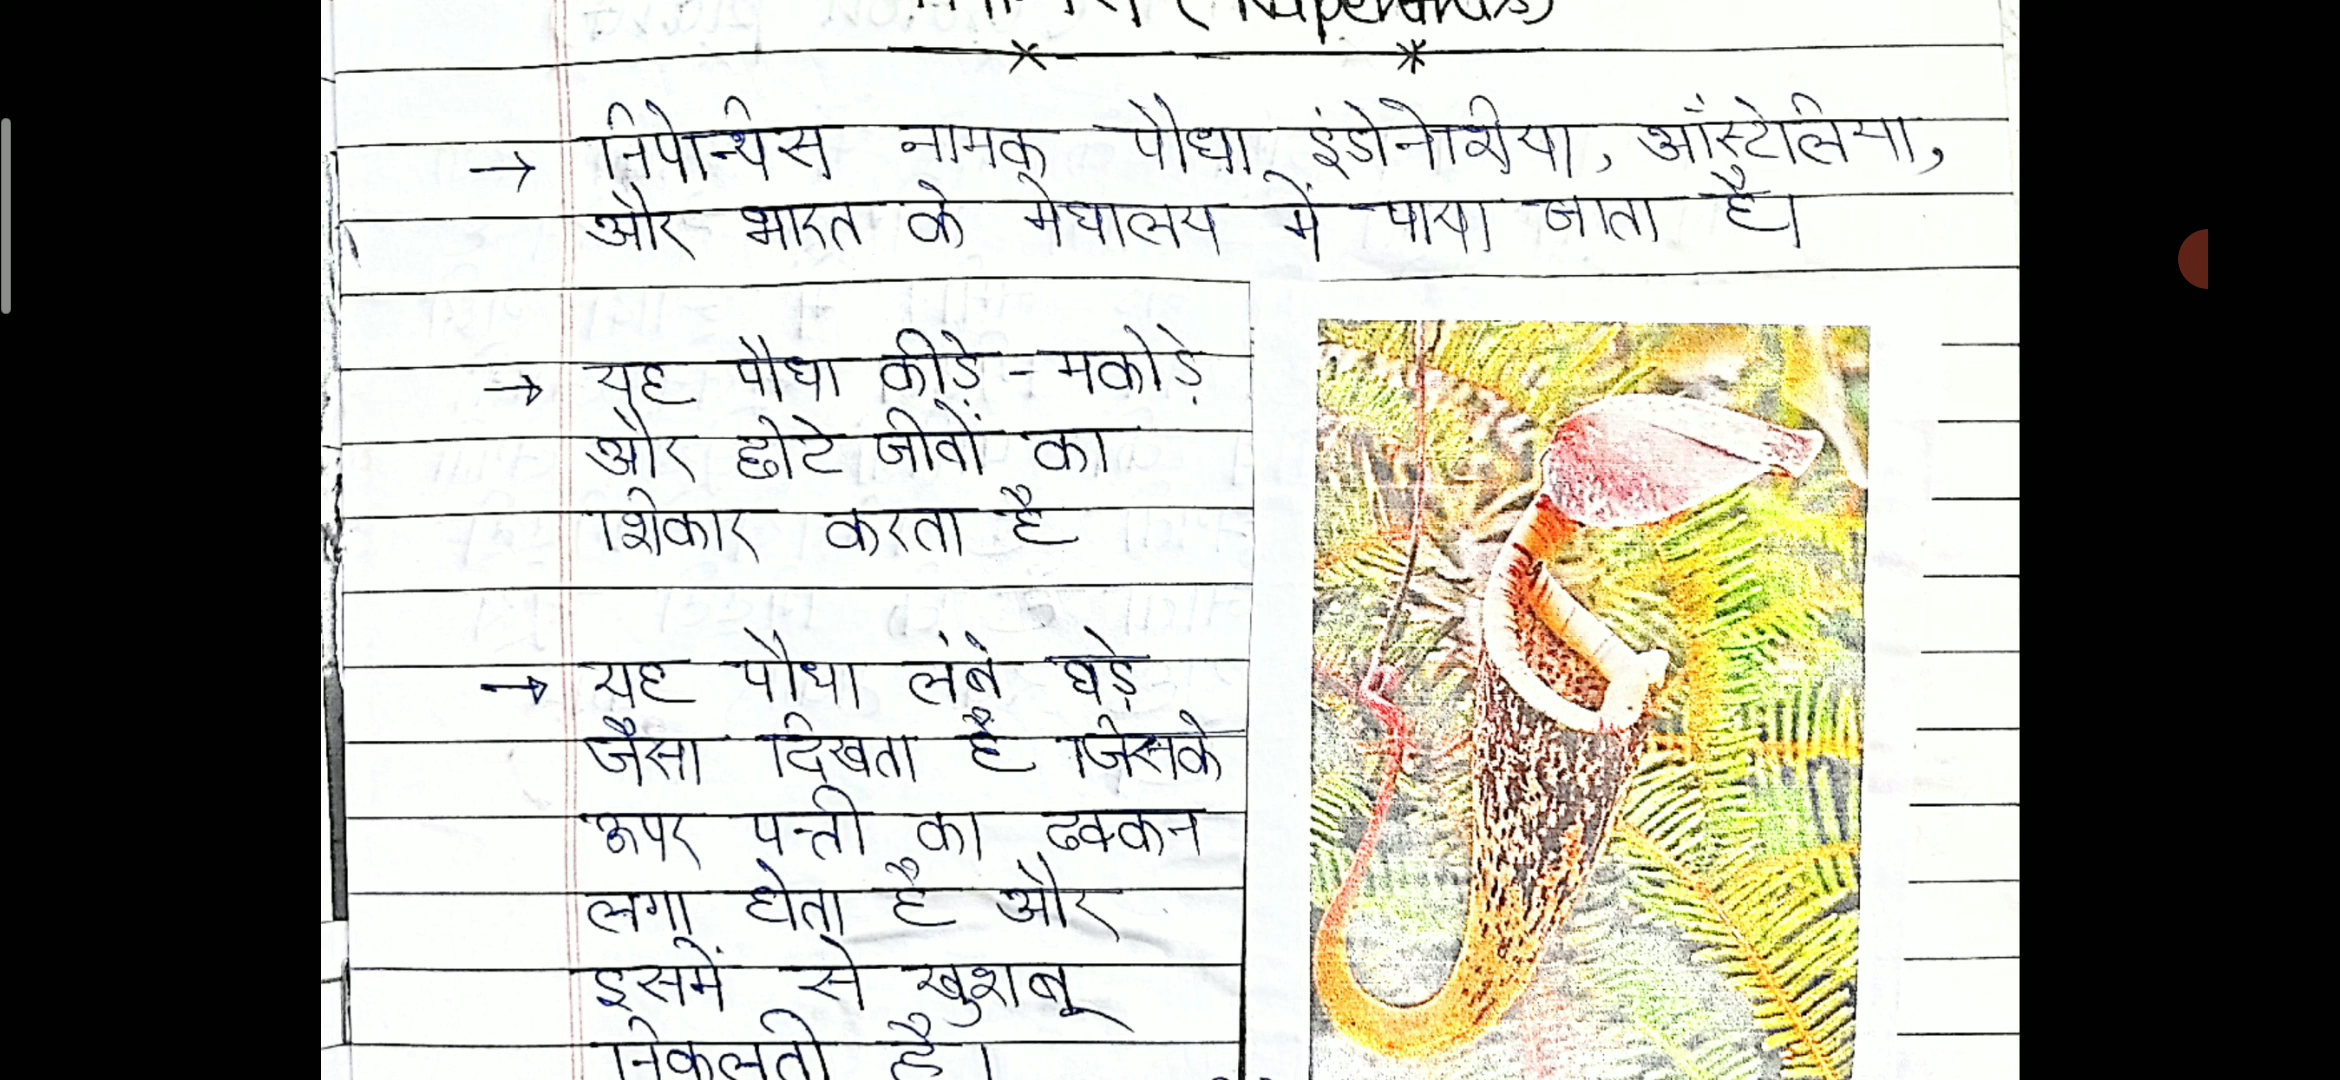 → निपेन्थिस नामक पौधा इंडोनेशिया, ऑस्टेलिया,
और भारत के मेघालय में पाया जाता है।
→ यह पौधा कीड़े - मकोड़े
और छोटे जीवों का
शिकार करता है
→ यह पौधा लंबे घड़े
जैसा दिखता है जिसके
ऊपर पत्ती का ढक्कन
लगा होता है और
इसमें से खुशबू
निकलती है।